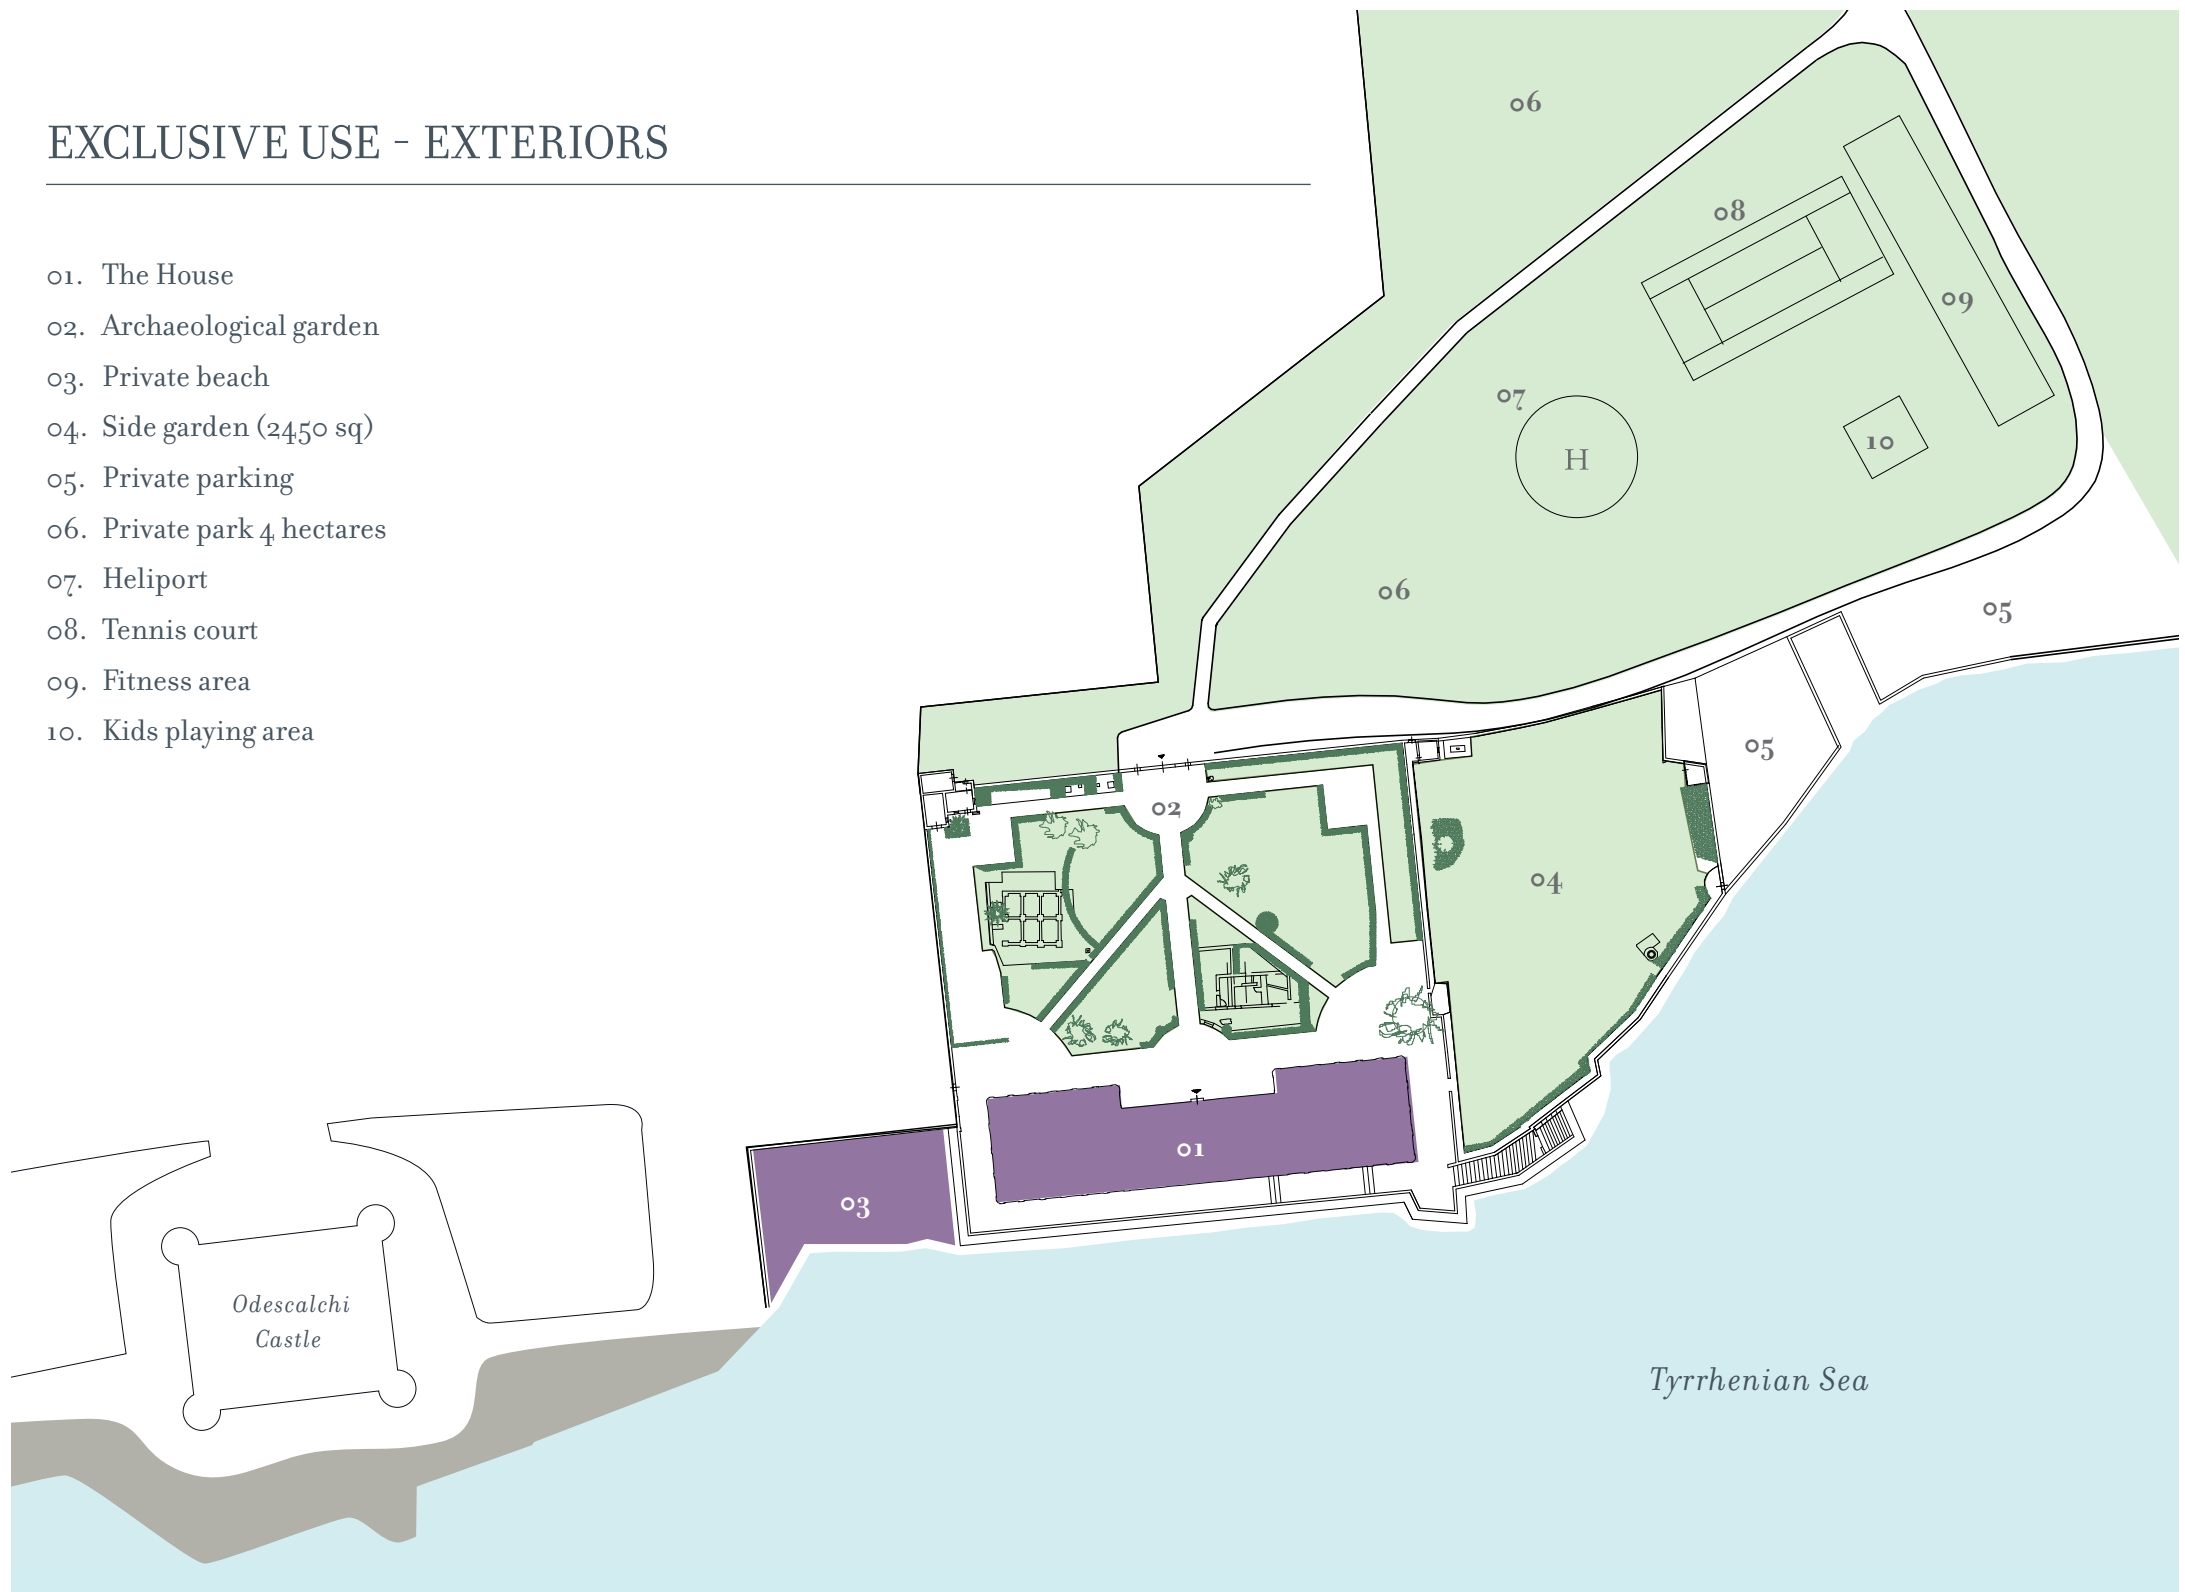 EXCLUSIVE USE - EXTERIORS
01. The House
02. Archaeological garden
03. Private beach
04. Side garden (2450 sq)
05. Private parking
06. Private park 4 hectares
07. Heliport
08. Tennis court
09. Fitness area
10. Kids playing area
06
08
09
07
H
10
06
05
05
02
04
01
03
Odescalchi
Castle
Tyrrhenian Sea